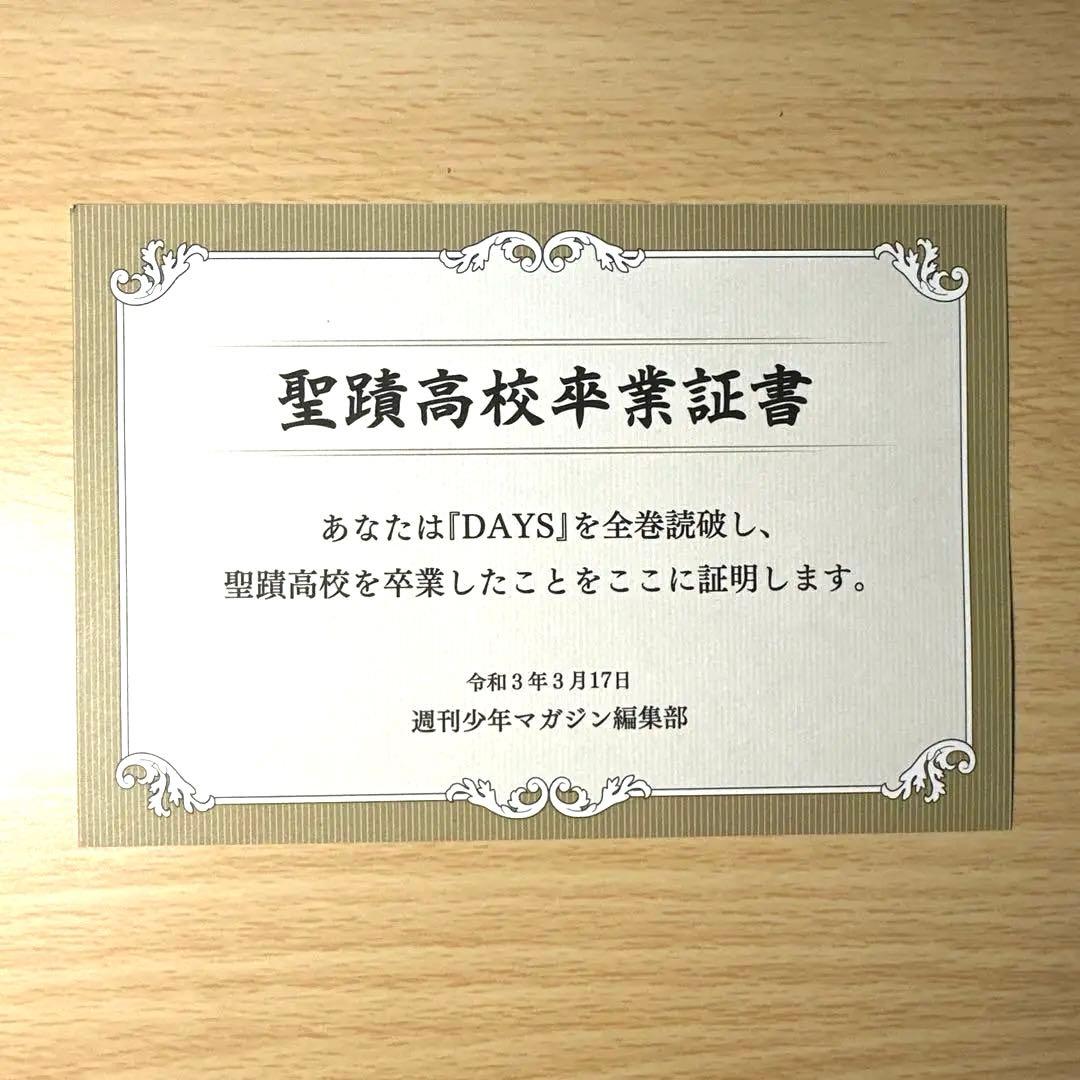 聖蹟高校卒業証書
あなたは『DAYS』を全巻読破し、
聖蹟高校を卒業したことをここに証明します。
令和3年3月17日
週刊少年マガジン編集部